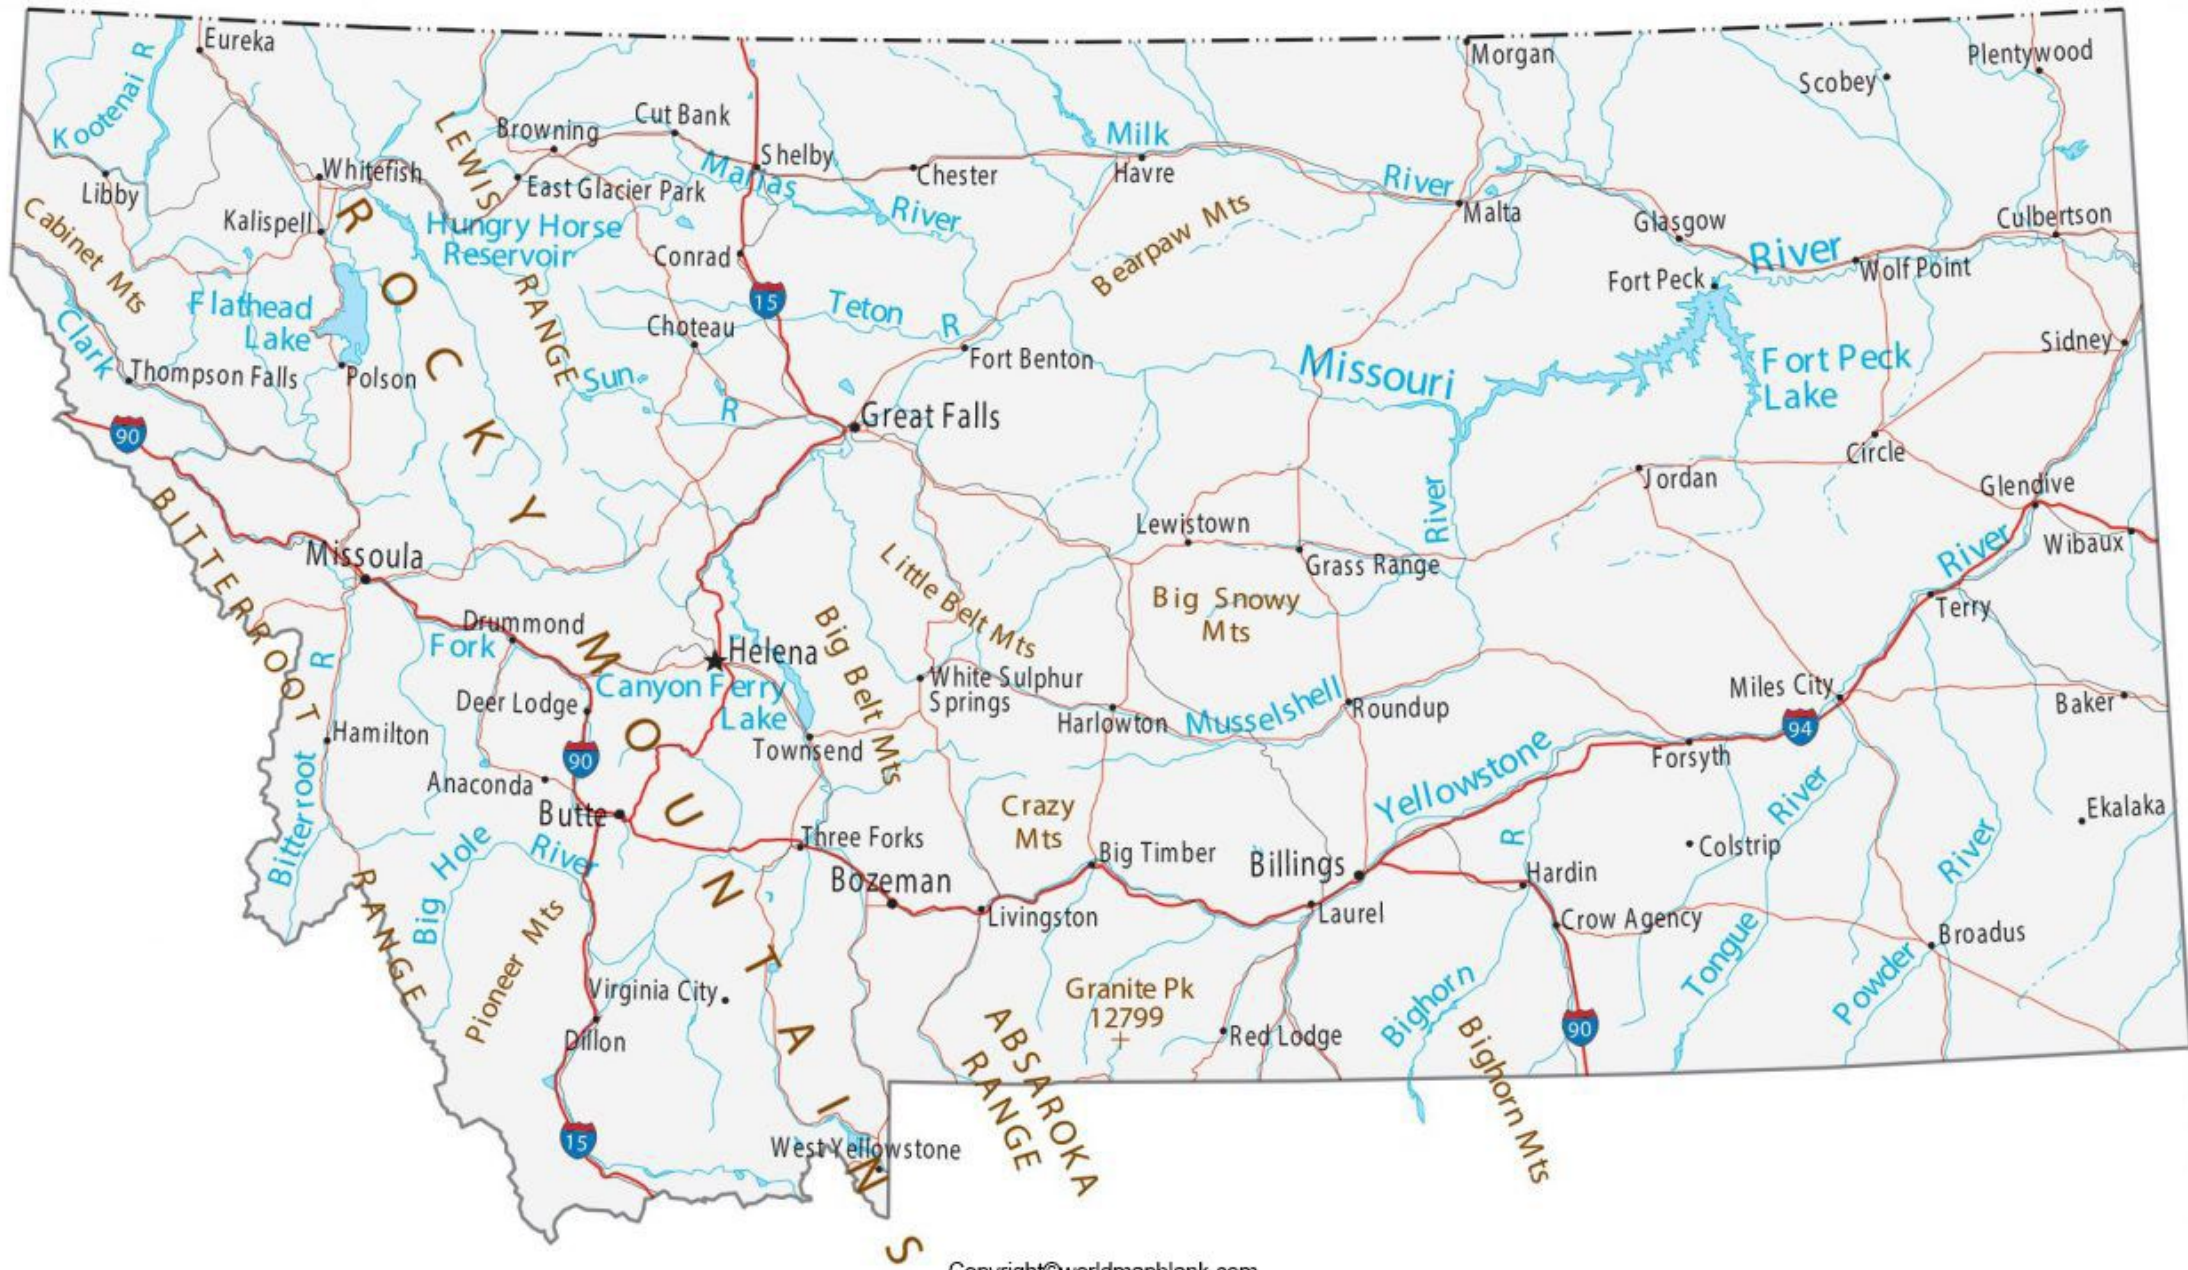 Eureka
Kootenai R
Morgan
Plentywood
Scobey
Cut Bank
Browning
Milk
Havre
Shelby
Marias
River
Chester
LEWIS
RANGE
Whitefish
East Glacier Park
Libby
River
Malta
Kalispell
Hungry Horse
Reservoir
Cabinet Mts
Bearpaw Mts
Glasgow
Culbertson
River
Wolf Point
Fort Peck
Conrad
15
Flathead
Lake
Teton R
Choteau
Fort Benton
Clark
Thompson Falls
Polson
Sun
R
Missouri
Fort Peck
Lake
Sidney
90
Great Falls
Circle
Jordan
Glendive
River
Lewistown
Grass Range
Wibaux
River
Terry
Missoula
BITTERROOT
RANGE
Little Belt Mts
Big Snowy
Mts
Drummond
Fork
Helena
Big Belt Mts
R
Bitterroot
Canyon Ferry
Lake
White Sulphur
Springs
Deer Lodge
Harlowton
Musselshell
Roundup
Miles City
Baker
94
Hamilton
Townsend
90
Anaconda
Butte
Forsyth
Yellowstone
Crazy
Mts
River
Ekalaka
Big Hole
River
Three Forks
Big Timber
Billings
R
Bighorn
Hardin
Colstrip
River
Bozeman
Livingston
Laurel
Crow Agency
Tongue
Powder
Broadus
Pioneer Mts
Virginia City
Granite Pk
12799
Dillon
Red Lodge
90
ABSAROKA
RANGE
Bighorn Mts
15
West Yellowstone
ROCKY
MOUNTAINS
Copyright©worldmapblank.com